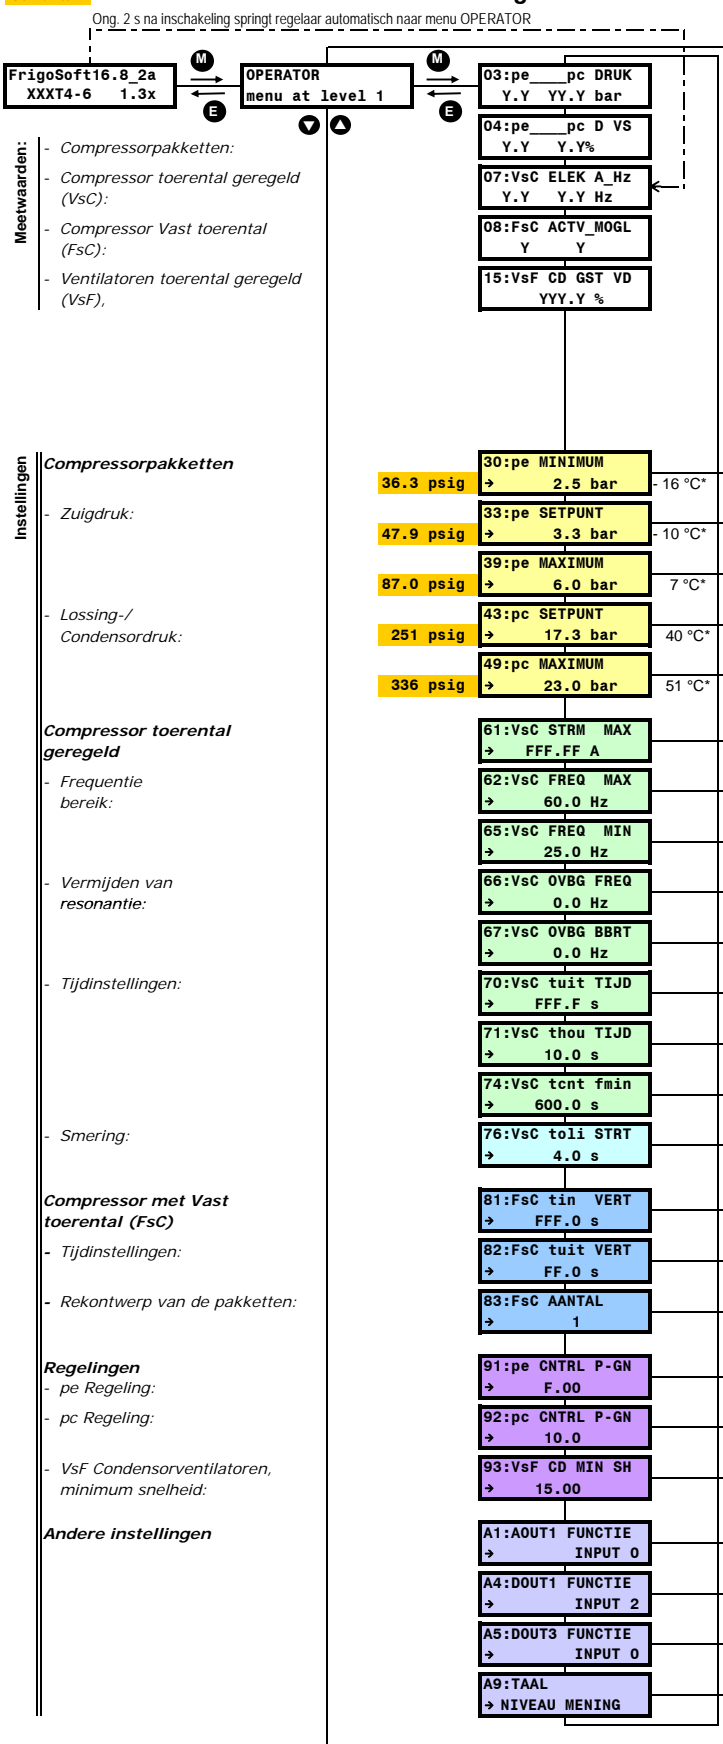 Ong. 2 s na inschakeling springt regelaar automatisch naar menu OPERATOR
M
M
FrigoSoft16.8_2a
XXXT4-6 1.3x
OPERATOR
menu at level 1
E
E
03:pe____pc DRUK
Y.Y YY.Y bar
04:pe____pc D VS
Y.Y Y.Y%
07:VsC ELEK A_Hz
Y.Y Y.Y Hz
08:FsC ACTV_MOGL
Y Y
15:VsF CD GST VD
YYY.Y %
Meetwaarden:
- Compressorpakketten:
- Compressor toerental geregeld
(VsC):
- Compressor Vast toerental
(FsC):
- Ventilatoren toerental geregeld
(VsF),
Instellingen
Compressorpakketten
30:pe MINIMUM
36.3 psig
→ 2.5 bar
- 16 °C*
- Zuigdruk:
33:pe SETPUNT
47.9 psig
→ 3.3 bar
- 10 °C*
39:pe MAXIMUM
87.0 psig
→ 6.0 bar
7 °C*
- Lossing-/
Condensordruk:
43:pc SETPUNT
251 psig
→ 17.3 bar
40 °C*
49:pc MAXIMUM
336 psig
→ 23.0 bar
51 °C*
Compressor toerental
geregeld
61:VsC STRM MAX
→ FFF.FF A
- Frequentie
bereik:
62:VsC FREQ MAX
→ 60.0 Hz
65:VsC FREQ MIN
→ 25.0 Hz
- Vermijden van
resonantie:
66:VsC OVBG FREQ
→ 0.0 Hz
67:VsC OVBG BBRT
→ 0.0 Hz
- Tijdinstellingen:
70:VsC tuit TIJD
→ FFF.F s
71:VsC thou TIJD
→ 10.0 s
74:VsC tcnt fmin
→ 600.0 s
- Smering:
76:VsC toli STRT
→ 4.0 s
Compressor met Vast
toerental (FsC)
81:FsC tin VERT
→ FFF.0 s
- Tijdinstellingen:
82:FsC tuit VERT
→ FF.0 s
- Rekontwerp van de pakketten:
83:FsC AANTAL
→ 1
Regelingen
- pe Regeling:
91:pe CNTRL P-GN
→ F.00
- pc Regeling:
92:pc CNTRL P-GN
→ 10.0
- VsF Condensorventilatoren,
minimum snelheid:
93:VsF CD MIN SH
→ 15.00
Andere instellingen
A1:AOUT1 FUNCTIE
→ INPUT 0
A4:DOUT1 FUNCTIE
→ INPUT 2
A5:DOUT3 FUNCTIE
→ INPUT 0
A9:TAAL
→ NIVEAU MENING